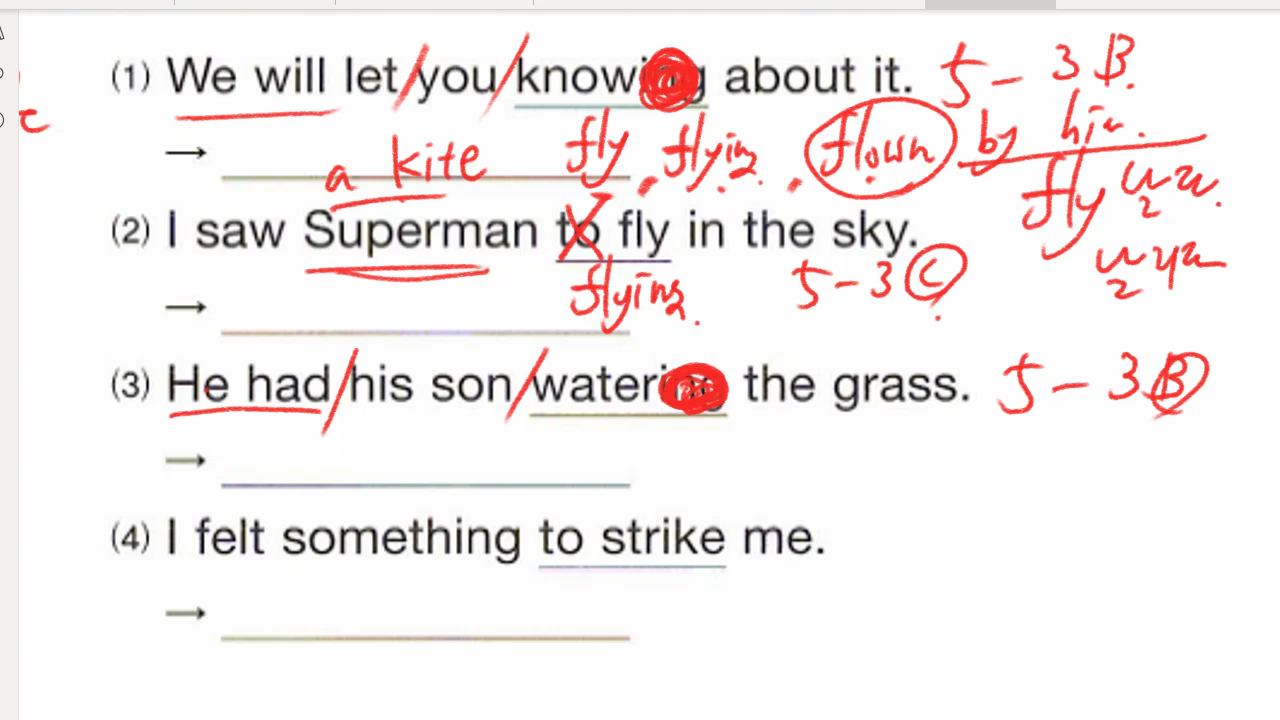 (1) We will let/you/knowing about it. 5-3 B.
→ a kite fly, flying, flown by him.
fly
(2) I saw Superman to fly in the sky.
→ flying. 5-3 C
(3) He had/his son/watering the grass. 5-3 B
→
(4) I felt something to strike me.
→